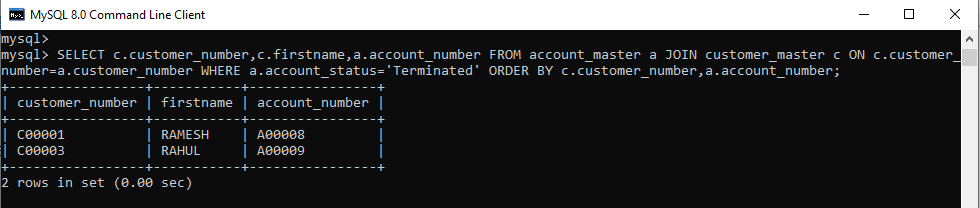 MySQL 8.0 Command Line Client
mysql>
mysql> SELECT c.customer_number,c.firstname,a.account_number FROM account_master a JOIN customer_master c ON c.customer_
number=a.customer_number WHERE a.account_status='Terminated' ORDER BY c.customer_number,a.account_number;
+-----------------+-----------+----------------+
| customer_number | firstname | account_number |
+-----------------+-----------+----------------+
| C00001          | RAMESH    | A00008         |
| C00003          | RAHUL     | A00009         |
+-----------------+-----------+----------------+
2 rows in set (0.00 sec)